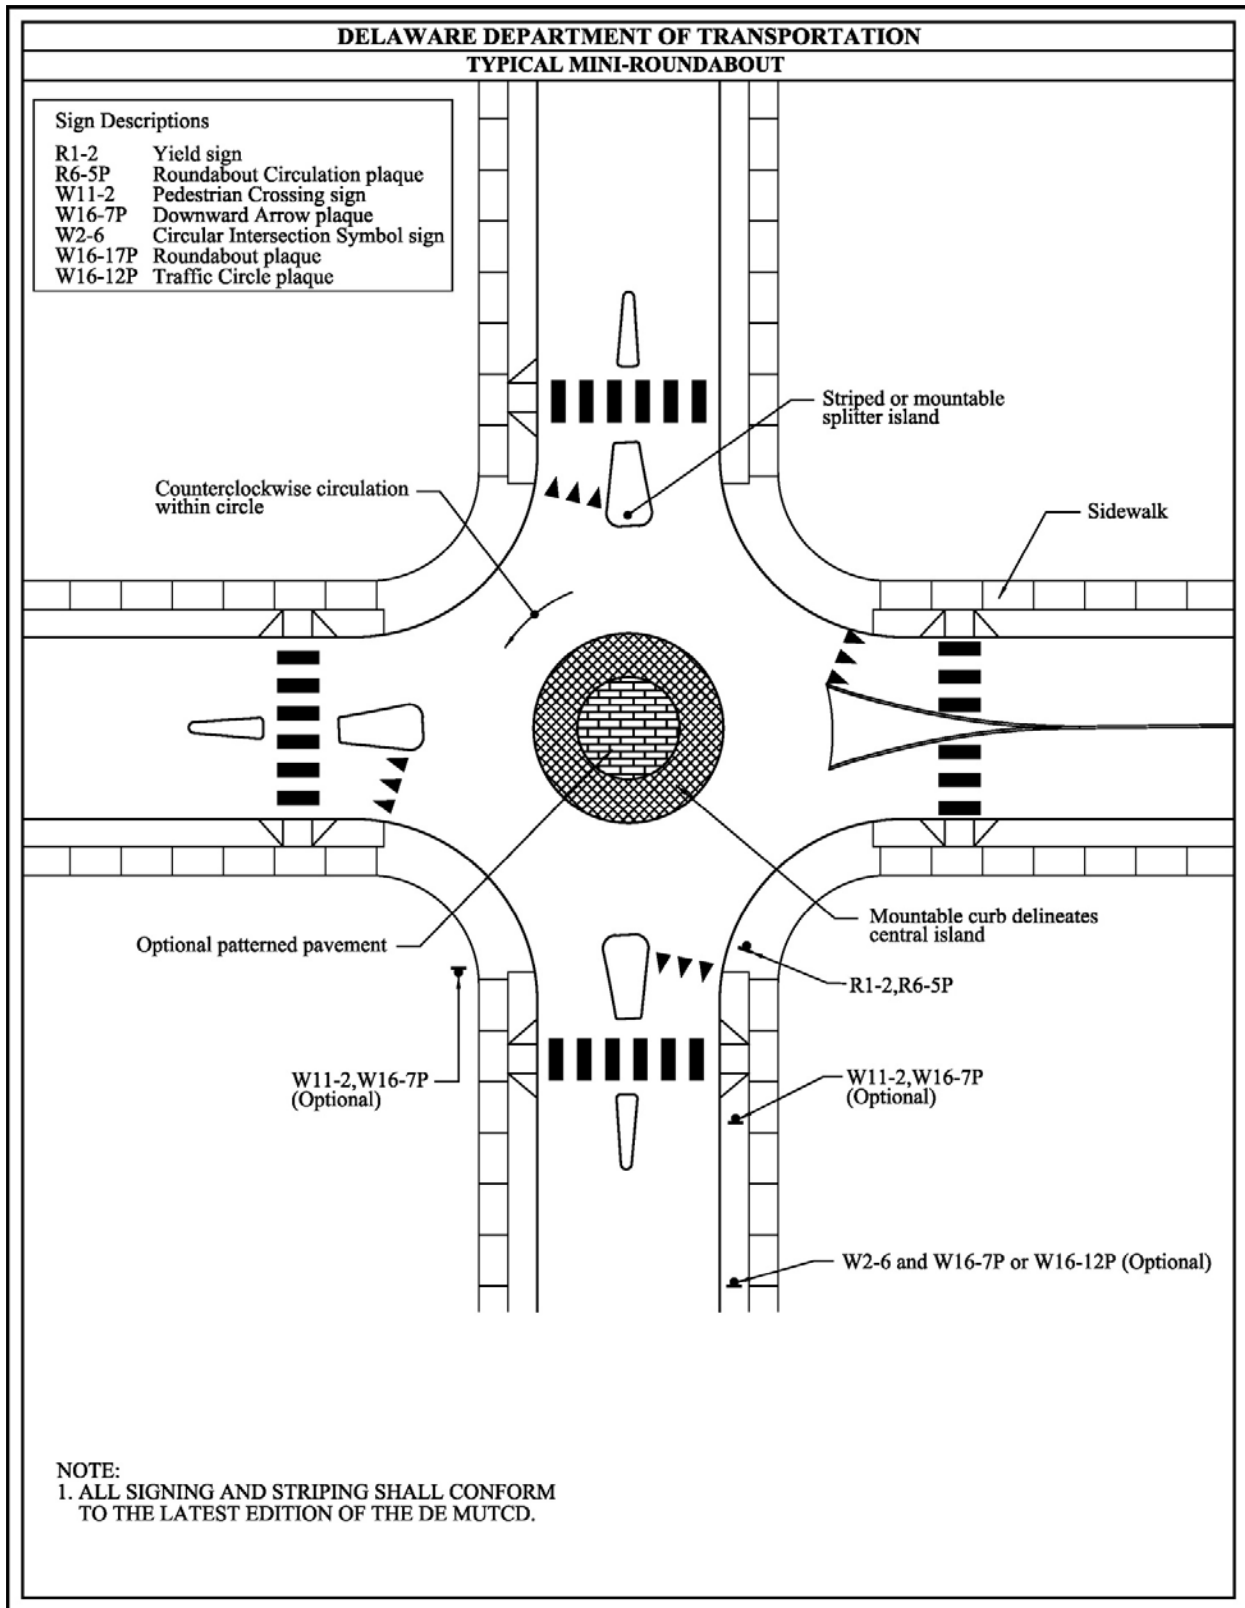 DELAWARE DEPARTMENT OF TRANSPORTATION
TYPICAL MINI-ROUNDABOUT
Sign Descriptions
R1-2 Yield sign
R6-5P Roundabout Circulation plaque
W11-2 Pedestrian Crossing sign
W16-7P Downward Arrow plaque
W2-6 Circular Intersection Symbol sign
W16-17P Roundabout plaque
W16-12P Traffic Circle plaque
Striped or mountable
splitter island
Counterclockwise circulation
within circle
Sidewalk
Optional patterned pavement
Mountable curb delineates
central island
R1-2,R6-5P
W11-2,W16-7P
(Optional)
W11-2,W16-7P
(Optional)
W2-6 and W16-7P or W16-12P (Optional)
NOTE:
1. ALL SIGNING AND STRIPING SHALL CONFORM
TO THE LATEST EDITION OF THE DE MUTCD.